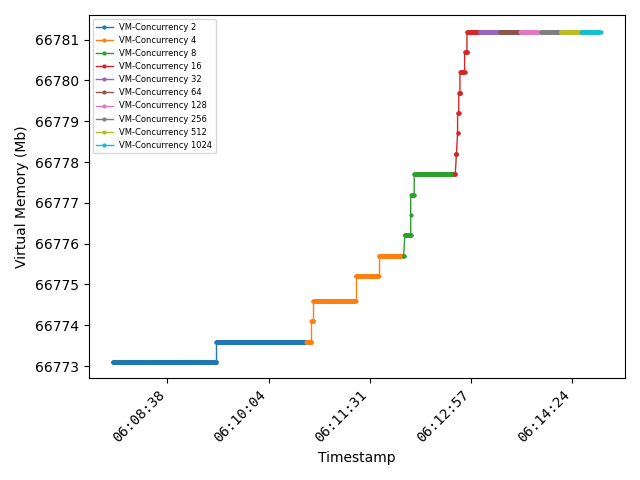 66781
66780
66779
66778
66777
66776
66775
66774
66773
Virtual Memory (Mb)
VM-Concurrency 2
VM-Concurrency 4
VM-Concurrency 8
VM-Concurrency 16
VM-Concurrency 32
VM-Concurrency 64
VM-Concurrency 128
VM-Concurrency 256
VM-Concurrency 512
VM-Concurrency 1024
06:08:38
06:10:04
06:11:31
06:12:57
06:14:24
Timestamp